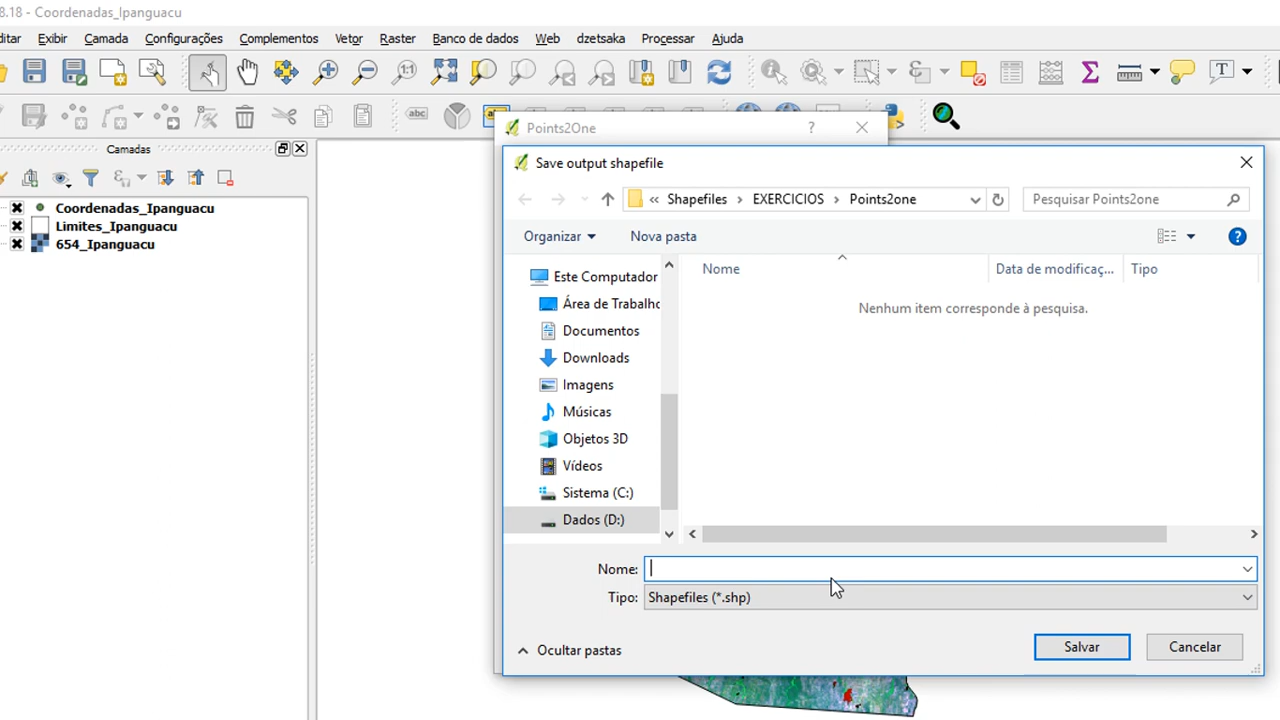 8.18 - Coordenadas_Ipanguacu
ditar Exibir Camada Configurações Complementos Vetor Raster Banco de dados Web dzetsaka Processar Ajuda
abc
Camadas
Coordenadas_Ipanguacu
Limites_Ipanguacu
654_Ipanguacu
Points2One
Save output shapefile
« Shapefiles EXERCICIOS Points2one
Pesquisar Points2one
Organizar Nova pasta
Este Computador
Área de Trabalho
Documentos
Downloads
Imagens
Músicas
Objetos 3D
Vídeos
Sistema (C:)
Dados (D:)
Nome Data de modificaç... Tipo
Nenhum item corresponde à pesquisa.
Nome:
Tipo: Shapefiles (*.shp)
Ocultar pastas
Salvar
Cancelar